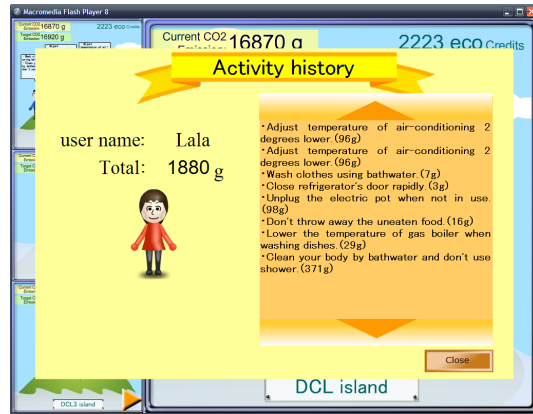 Macromedia Flash Player 8
Current CO2 16870 g
2223 eco Credits
Target CO2 16920 g
Current CO2 16870 g
2223 eco Credits
Activity history
user name: Lala
Total: 1880 g
・Adjust temperature of air-conditioning 2
degrees lower.(96g)
・Adjust temperature of air-conditioning 2
degrees lower.(96g)
・Wash clothes using bathwater.(7g)
・Close refrigerator's door rapidly.(3g)
・Unplug the electric pot when not in use.
(98g)
・Don't throw away the uneaten food.(16g)
・Lower the temperature of gas boiler when
washing dishes.(29g)
・Clean your body by bathwater and don't use
shower.(371g)
Close
DCL3 island
DCL island